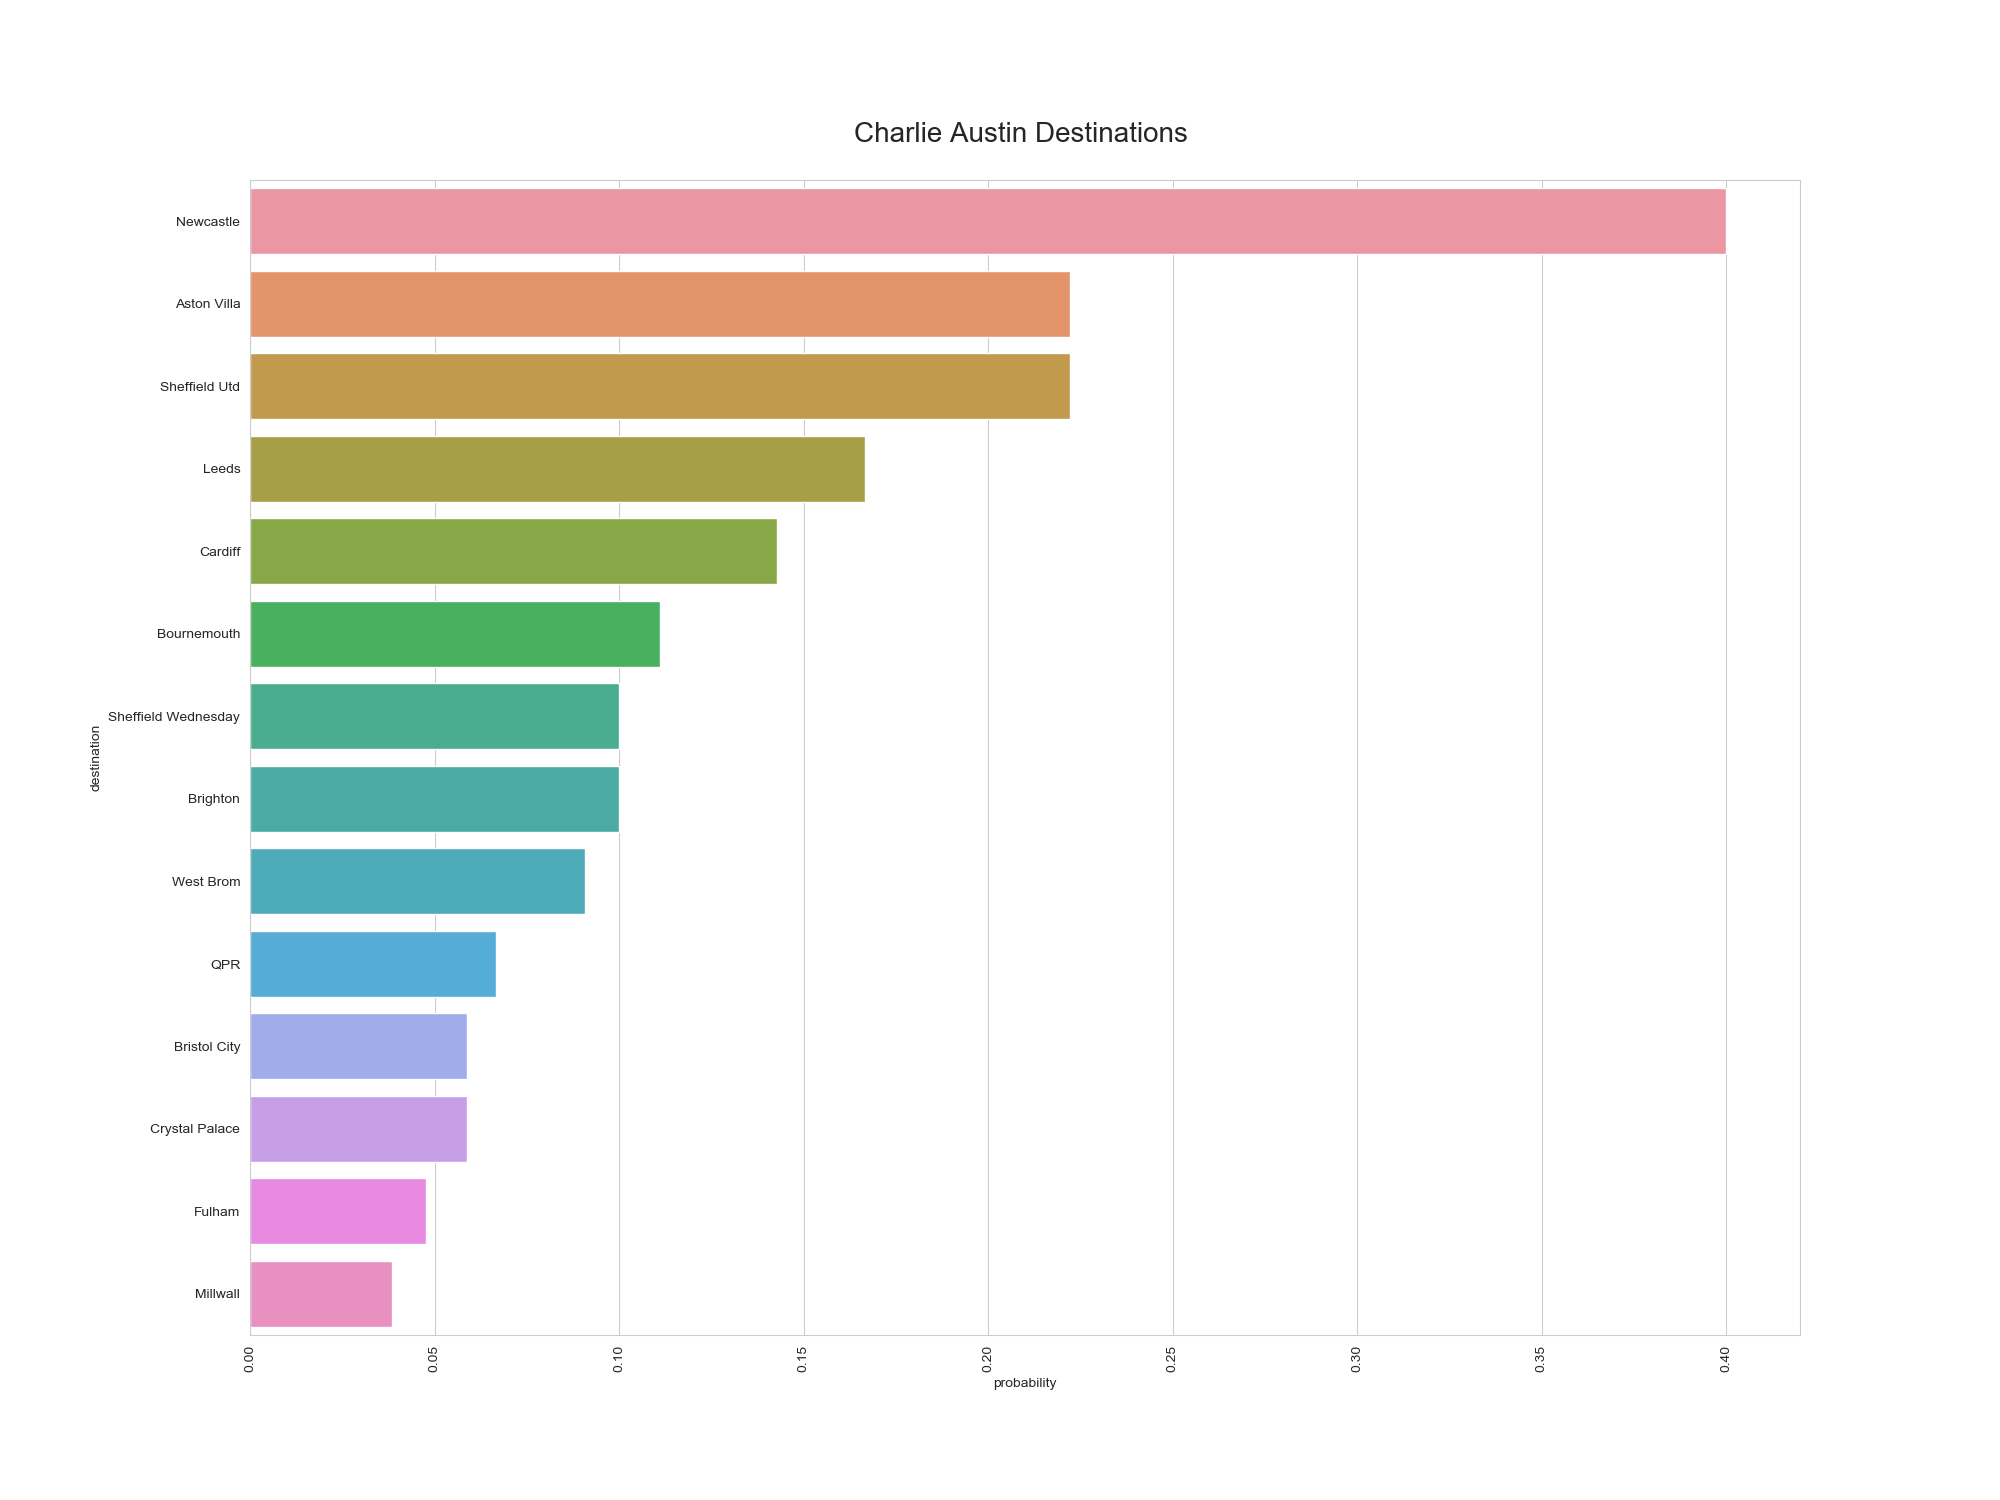 Charlie Austin Destinations
Newcastle
Aston Villa
Sheffield Utd
Leeds
Cardiff
Bournemouth
Sheffield Wednesday
Brighton
West Brom
QPR
Bristol City
Crystal Palace
Fulham
Millwall
destination
0.00
0.05
0.10
0.15
0.20
0.25
0.30
0.35
0.40
probability